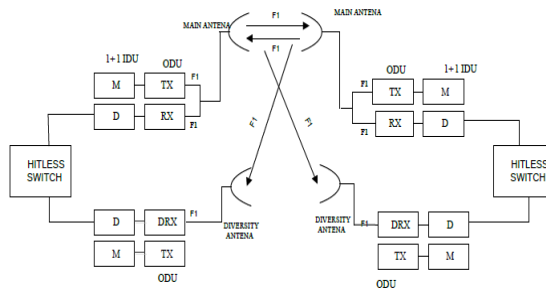 F1
MAIN ANTENA
MAIN ANTENA
F1
1+1 IDU
ODU
F1
M
TX
D
RX
F1
ODU
1+1 IDU
F1
TX
M
F1
RX
D
F1
F1
HITLESS
SWITCH
HITLESS
SWITCH
D
DRX
F1
M
TX
ODU
DIVERSITY
ANTENA
DIVERSITY
ANTENA
F1
DRX
D
TX
M
ODU